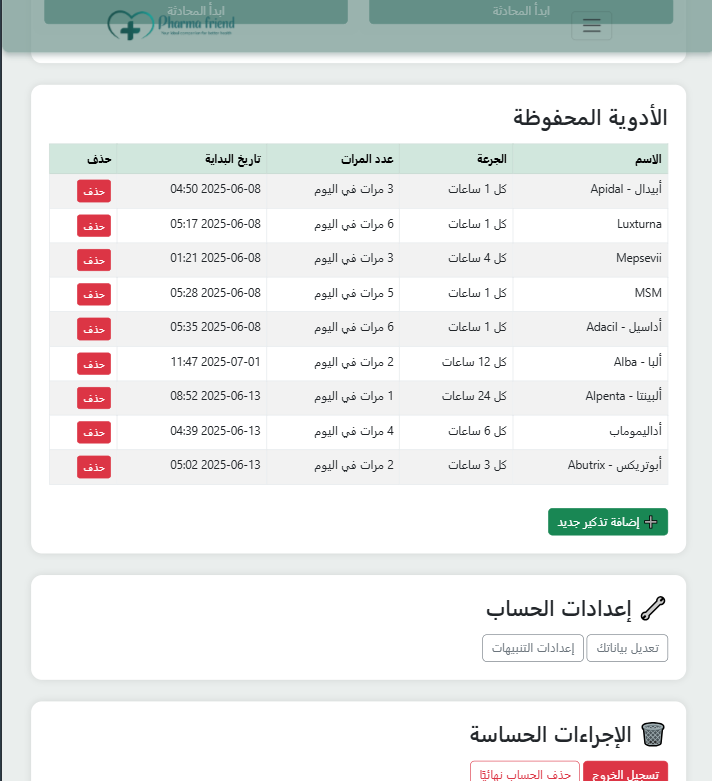 ابدأ المحادثة ابدأ المحادثة
Pharma friend
الأدوية المحفوظة
الاسم الجرعة عدد المرات تاريخ البداية حذف
أبيدال - Apidal كل 1 ساعات 3 مرات في اليوم 2025-06-08 04:50 حذف
Luxturna كل 1 ساعات 6 مرات في اليوم 2025-06-08 05:17 حذف
Mepsevii كل 4 ساعات 3 مرات في اليوم 2025-06-08 01:21 حذف
MSM كل 1 ساعات 5 مرات في اليوم 2025-06-08 05:28 حذف
أداسيل - Adacil كل 1 ساعات 6 مرات في اليوم 2025-06-08 05:35 حذف
ألبا - Alba كل 12 ساعات 2 مرات في اليوم 2025-07-01 11:47 حذف
ألبينتا - Alpenta كل 24 ساعات 1 مرات في اليوم 2025-06-13 08:52 حذف
أداليموماب كل 6 ساعات 4 مرات في اليوم 2025-06-13 04:39 حذف
أبوتريكس - Abutrix كل 3 ساعات 2 مرات في اليوم 2025-06-13 05:02 حذف
إضافة تذكير جديد
إعدادات الحساب
تعديل بياناتك إعدادات التنبيهات
الإجراءات الحساسة
تسجيل الخروج حذف الحساب نهائيًا